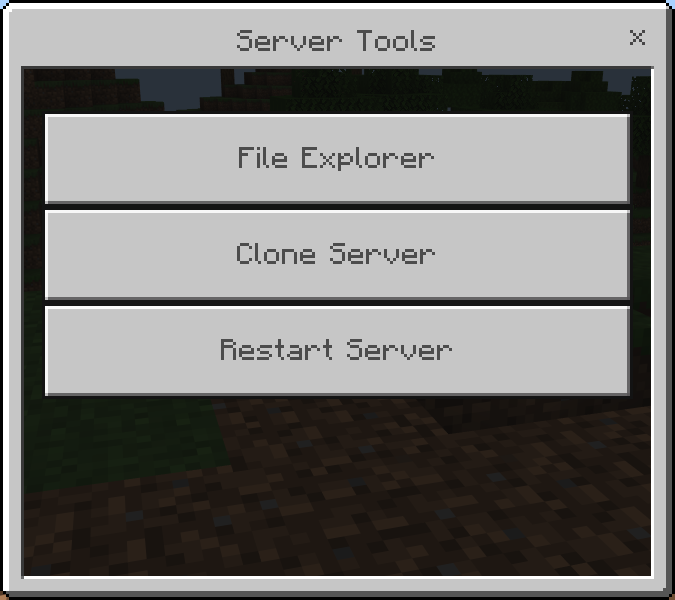 Server Tools
File Explorer
Clone Server
Restart Server